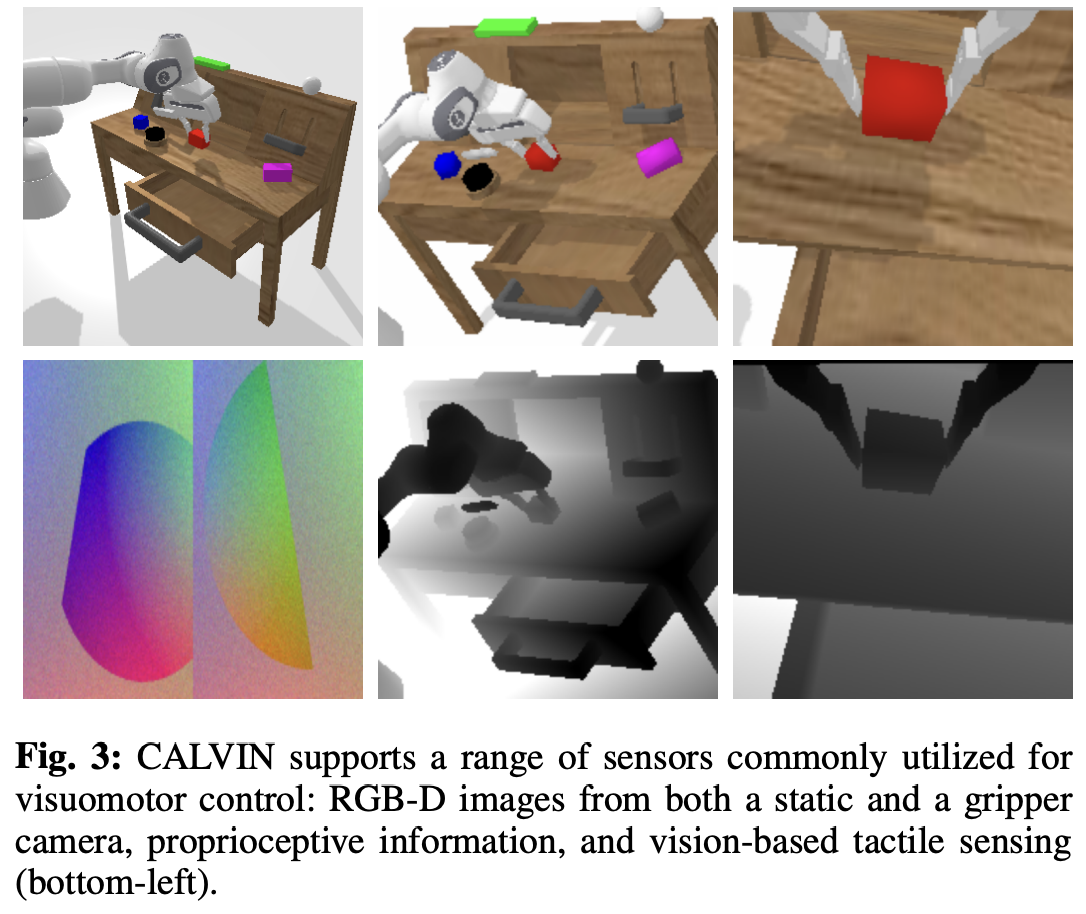 Fig. 3: CALVIN supports a range of sensors commonly utilized for
visuomotor control: RGB-D images from both a static and a gripper
camera, proprioceptive information, and vision-based tactile sensing
(bottom-left).